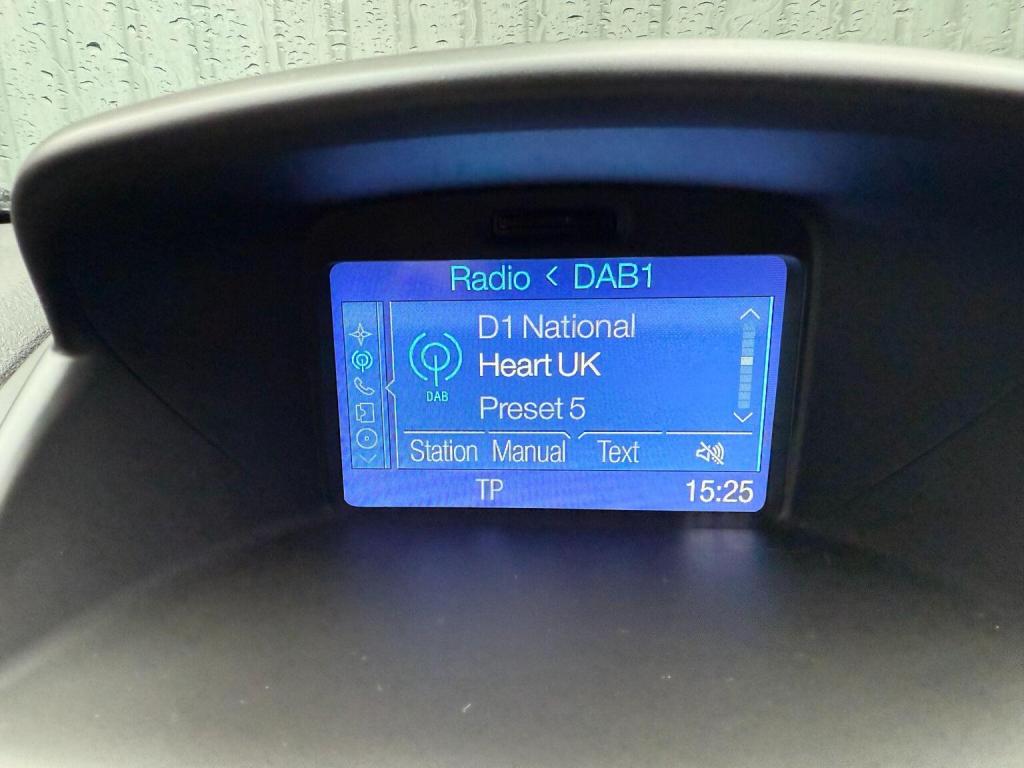 Radio < DAB1
D1 National
Heart UK
DAB
Preset 5
Station Manual Text
TP 15:25